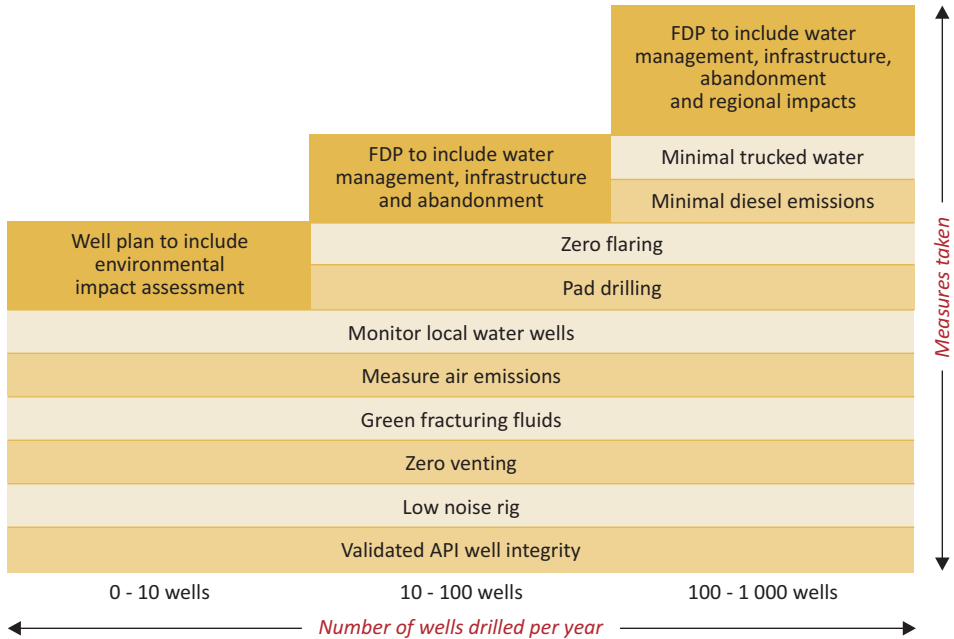 FDP to include water
management, infrastructure,
abandonment
and regional impacts
FDP to include water
management, infrastructure
and abandonment
Minimal trucked water
Minimal diesel emissions
Well plan to include
environmental
impact assessment
Zero flaring
Pad drilling
Monitor local water wells
Measure air emissions
Green fracturing fluids
Zero venting
Low noise rig
Validated API well integrity
Measures taken
0 - 10 wells
10 - 100 wells
100 - 1 000 wells
Number of wells drilled per year